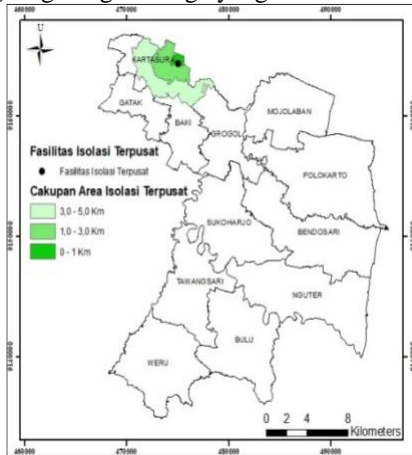 460000 470000 480000 490000
U
KARTASURA
GATAK
BAKI
GROGOL
MOJOLABAN
Fasilitas Isolasi Terpusat
Fasilitas Isolasi Terpusat
Cakupan Area Isolasi Terpusat
3,0 - 5,0 Km
1,0 - 3,0 Km
0 - 1 Km
POLOKARTO
SUKOHARJO
BENDOSARI
TAWANGSARI
NGUTER
BULU
WERU
0 2 4 8
Kilometers
460000 470000 480000 490000